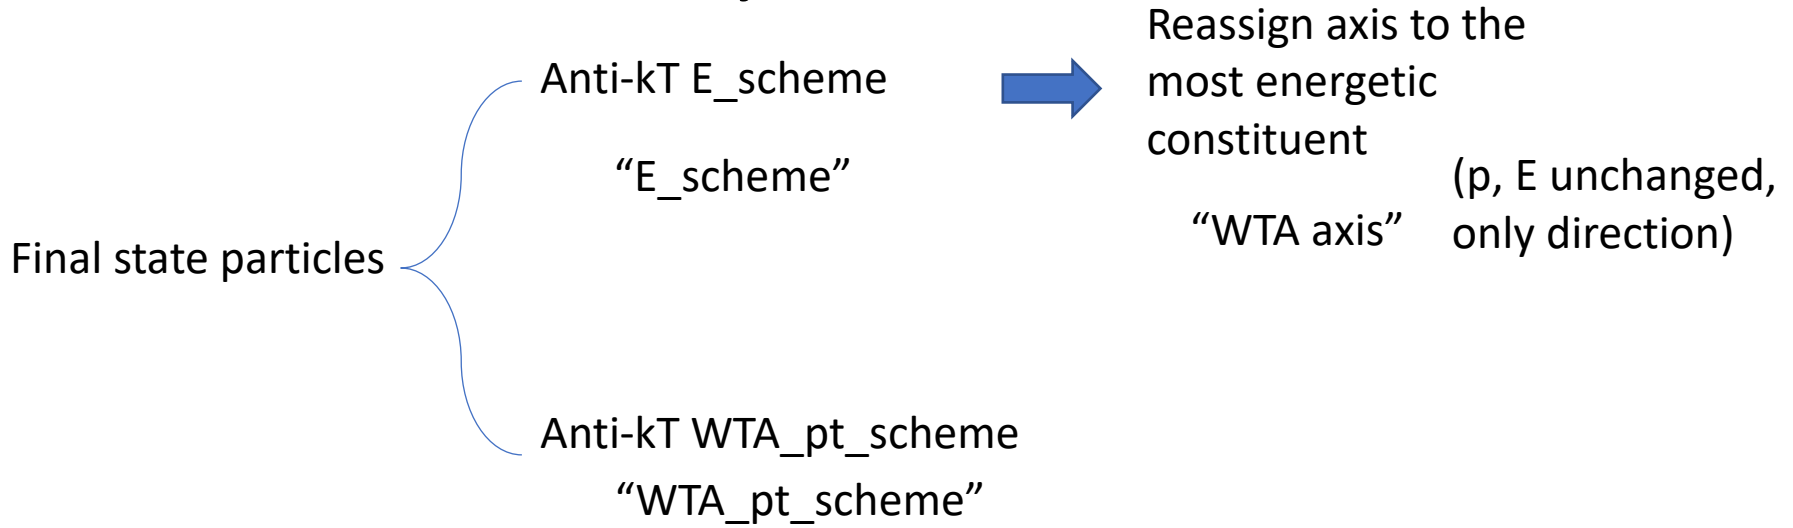 Reassign axis to the
most energetic
constituent
Anti-kT E_scheme
“E_scheme”
(p, E unchanged,
only direction)
“WTA axis”
Final state particles
Anti-kT WTA_pt_scheme
“WTA_pt_scheme”